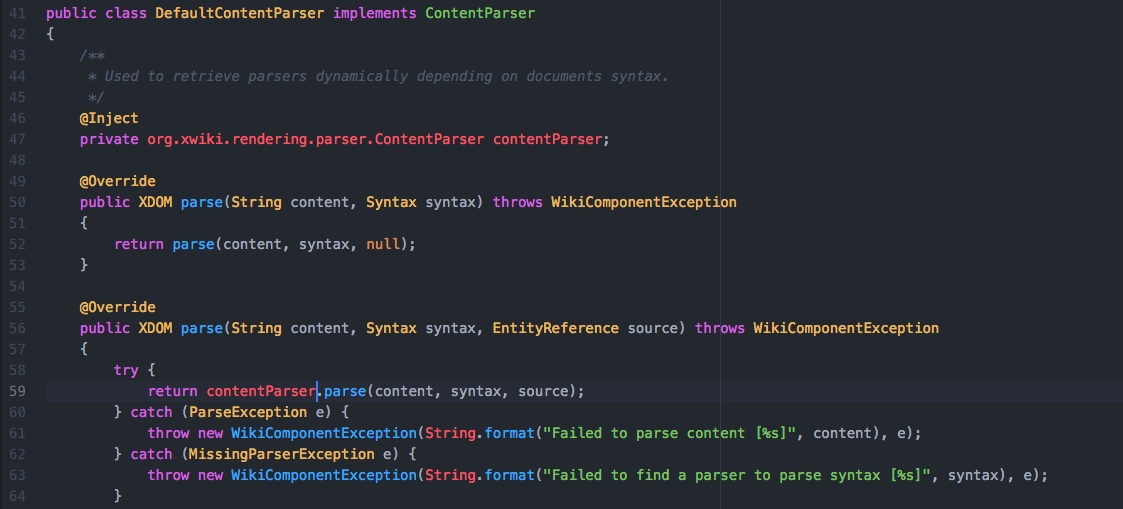 41 public class DefaultContentParser implements ContentParser
42 {
43     /**
44      * Used to retrieve parsers dynamically depending on documents syntax.
45      */
46     @Inject
47     private org.xwiki.rendering.parser.ContentParser contentParser;
48
49     @Override
50     public XDOM parse(String content, Syntax syntax) throws WikiComponentException
51     {
52         return parse(content, syntax, null);
53     }
54
55     @Override
56     public XDOM parse(String content, Syntax syntax, EntityReference source) throws WikiComponentException
57     {
58         try {
59             return contentParser.parse(content, syntax, source);
60         } catch (ParseException e) {
61             throw new WikiComponentException(String.format("Failed to parse content [%s]", content), e);
62         } catch (MissingParserException e) {
63             throw new WikiComponentException(String.format("Failed to find a parser to parse syntax [%s]", syntax), e);
64         }